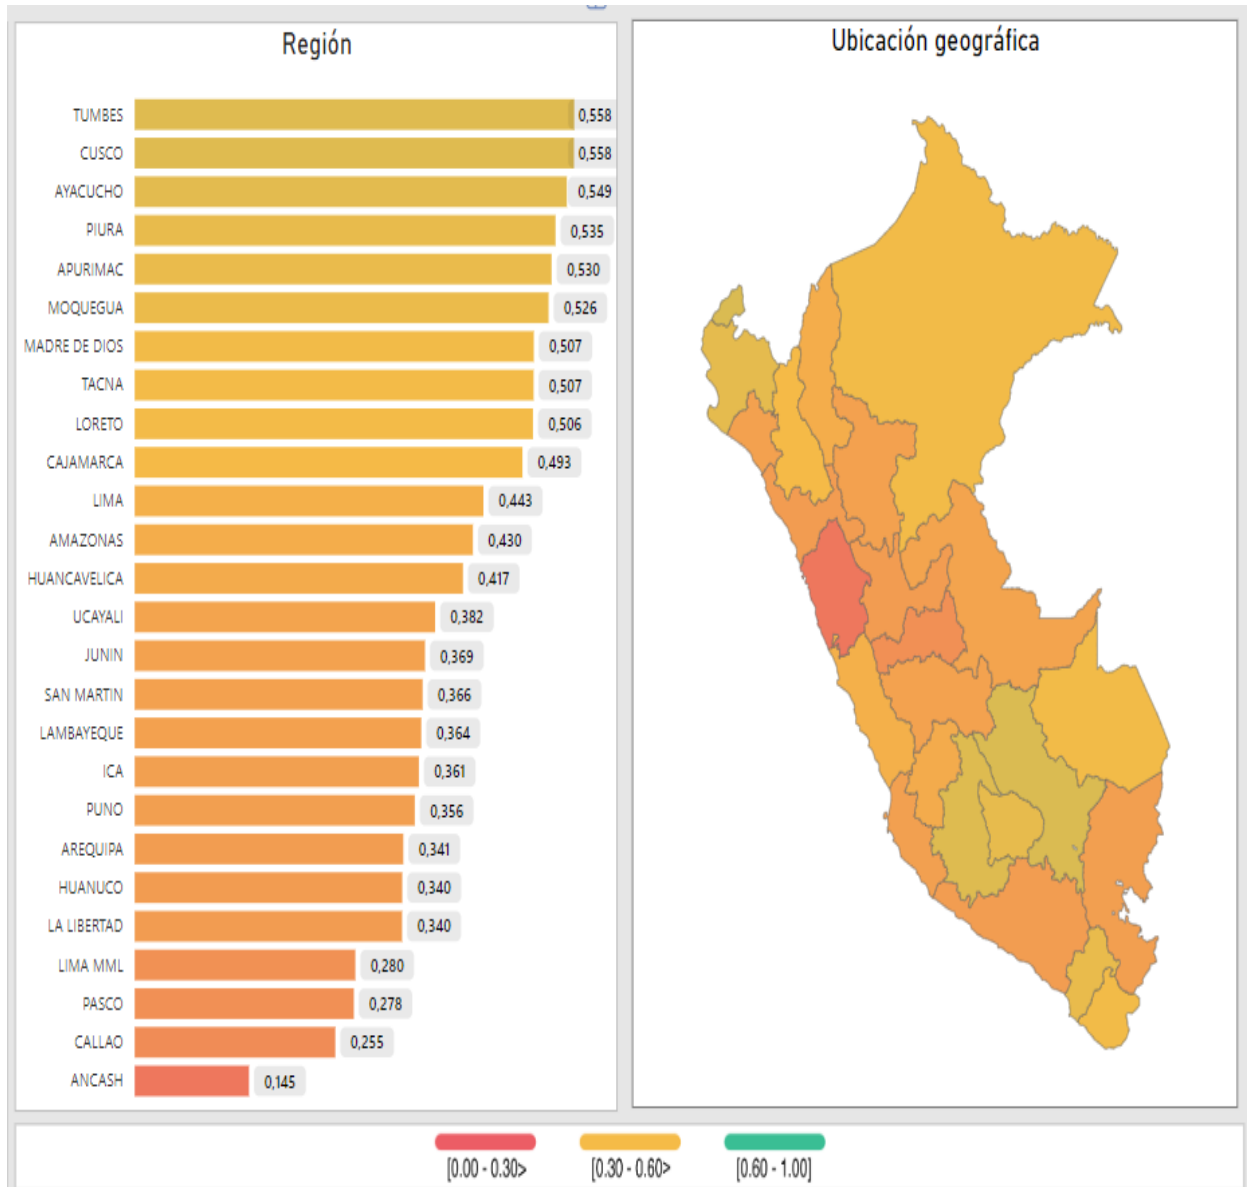 Región
TUMBES 0,558
CUSCO 0,558
AYACUCHO 0,549
PIURA 0,535
APURIMAC 0,530
MOQUEGUA 0,526
MADRE DE DIOS 0,507
TACNA 0,507
LORETO 0,506
CAJAMARCA 0,493
LIMA 0,443
AMAZONAS 0,430
HUANCAVELICA 0,417
UCAYALI 0,382
JUNIN 0,369
SAN MARTIN 0,366
LAMBAYEQUE 0,364
ICA 0,361
PUNO 0,356
AREQUIPA 0,341
HUANUCO 0,340
LA LIBERTAD 0,340
LIMA MML 0,280
PASCO 0,278
CALLAO 0,255
ANCASH 0,145
Ubicación geográfica
[0.00 - 0.30> [0.30 - 0.60> [0.60 - 1.00]